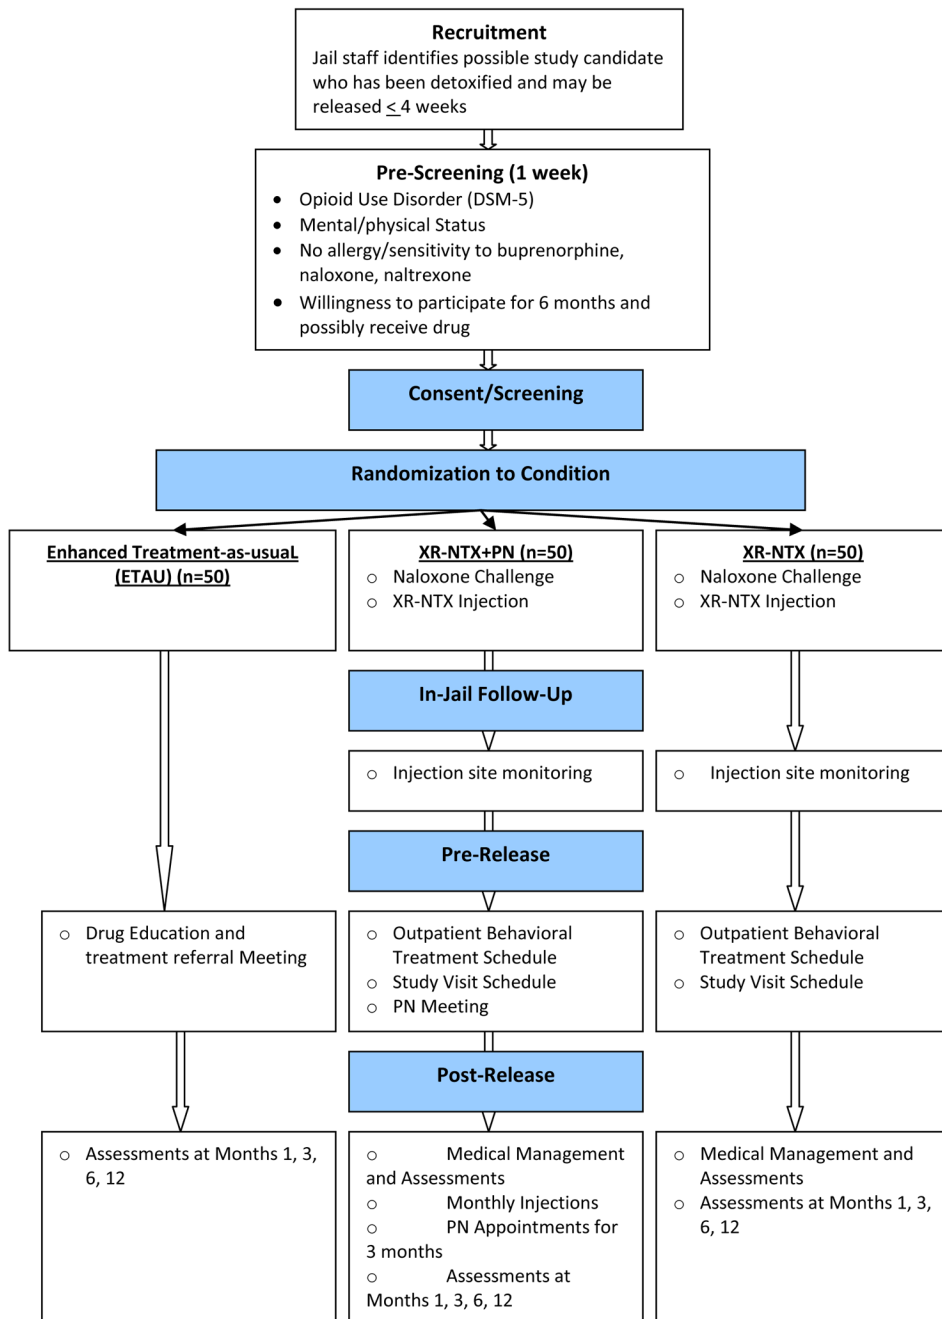 Recruitment
Jail staff identifies possible study candidate
who has been detoxified and may be
released < 4 weeks
Pre-Screening (1 week)
• Opioid Use Disorder (DSM-5)
• Mental/physical Status
• No allergy/sensitivity to buprenorphine,
naloxone, naltrexone
• Willingness to participate for 6 months and
possibly receive drug
Consent/Screening
Randomization to Condition
Enhanced Treatment-as-usuaL
(ETAU) (n=50)
XR-NTX+PN (n=50)
o Naloxone Challenge
o XR-NTX Injection
XR-NTX (n=50)
o Naloxone Challenge
o XR-NTX Injection
In-Jail Follow-Up
o Injection site monitoring
o Injection site monitoring
Pre-Release
o Drug Education and
treatment referral Meeting
o Outpatient Behavioral
Treatment Schedule
o Study Visit Schedule
o PN Meeting
o Outpatient Behavioral
Treatment Schedule
o Study Visit Schedule
Post-Release
o Assessments at Months 1, 3,
6, 12
o Medical Management
and Assessments
o Monthly Injections
o PN Appointments for
3 months
o Assessments at
Months 1, 3, 6, 12
o Medical Management and
Assessments
o Assessments at Months 1, 3,
6, 12